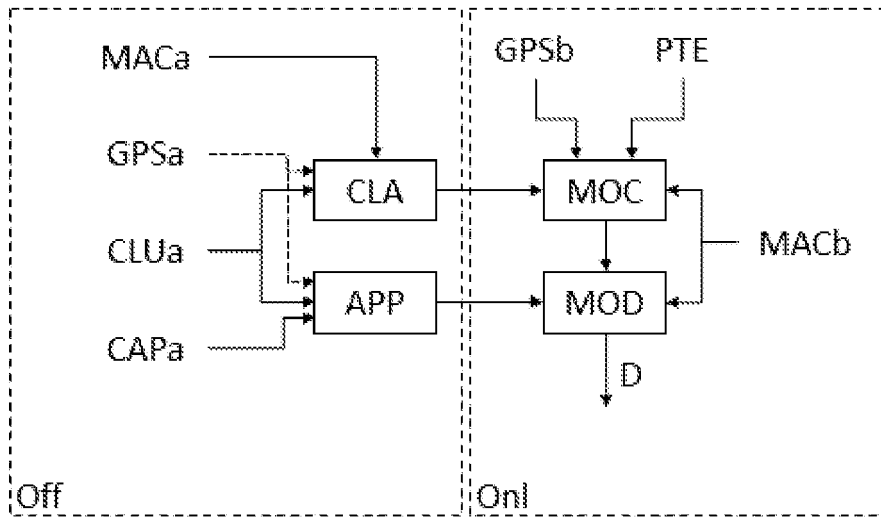 MACa
GPSa
CLUa
CAPa
CLA
APP
Off
GPSb
PTE
MOC
MOD
MACb
D
Onl